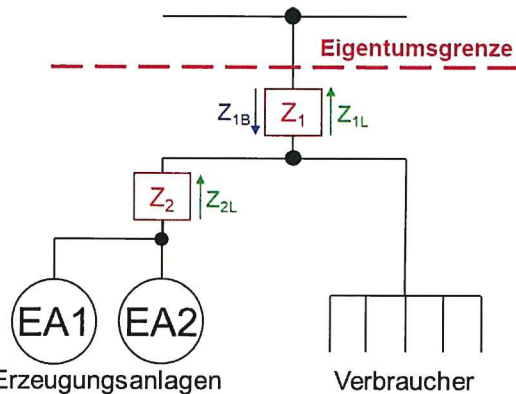 Eigentumsgrenze
Z1B Z1 Z1L
Z2 Z2L
EA1 EA2
Erzeugungsanlagen Verbraucher